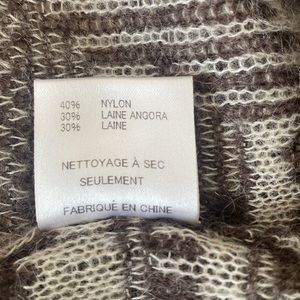 40% NYLON
30% LAINE ANGORA
30% LAINE
NETTOYAGE À SEC
SEULEMENT
FABRIQUÉ EN CHINE